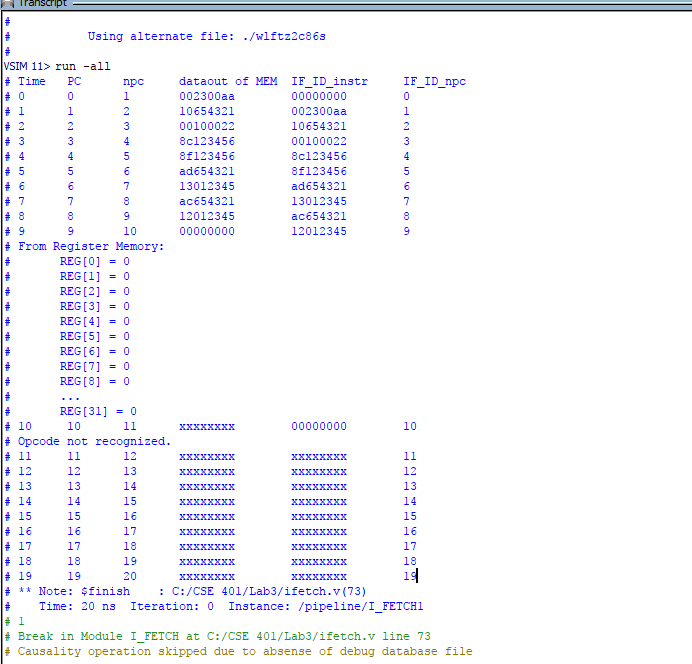 Transcript
#
#           Using alternate file: ./wlftz2c86s
#
VSIM 11> run -all
# Time   PC      npc     dataout of MEM  IF_ID_instr     IF_ID_npc
# 0      0       1       002300aa        00000000        0
# 1      1       2       10654321        002300aa        1
# 2      2       3       00100022        10654321        2
# 3      3       4       8c123456        00100022        3
# 4      4       5       8f123456        8c123456        4
# 5      5       6       ad654321        8f123456        5
# 6      6       7       13012345        ad654321        6
# 7      7       8       ac654321        13012345        7
# 8      8       9       12012345        ac654321        8
# 9      9       10      00000000        12012345        9
# From Register Memory:
#       REG[0] = 0
#       REG[1] = 0
#       REG[2] = 0
#       REG[3] = 0
#       REG[4] = 0
#       REG[5] = 0
#       REG[6] = 0
#       REG[7] = 0
#       REG[8] = 0
#       ...
#       REG[31] = 0
# 10     10      11      xxxxxxxx        00000000        10
# Opcode not recognized.
# 11     11      12      xxxxxxxx        xxxxxxxx        11
# 12     12      13      xxxxxxxx        xxxxxxxx        12
# 13     13      14      xxxxxxxx        xxxxxxxx        13
# 14     14      15      xxxxxxxx        xxxxxxxx        14
# 15     15      16      xxxxxxxx        xxxxxxxx        15
# 16     16      17      xxxxxxxx        xxxxxxxx        16
# 17     17      18      xxxxxxxx        xxxxxxxx        17
# 18     18      19      xxxxxxxx        xxxxxxxx        18
# 19     19      20      xxxxxxxx        xxxxxxxx        19
# ** Note: $finish    : C:/CSE 401/Lab3/ifetch.v(73)
#    Time: 20 ns  Iteration: 0  Instance: /pipeline/I_FETCH1
# 1
# Break in Module I_FETCH at C:/CSE 401/Lab3/ifetch.v line 73
# Causality operation skipped due to absense of debug database file